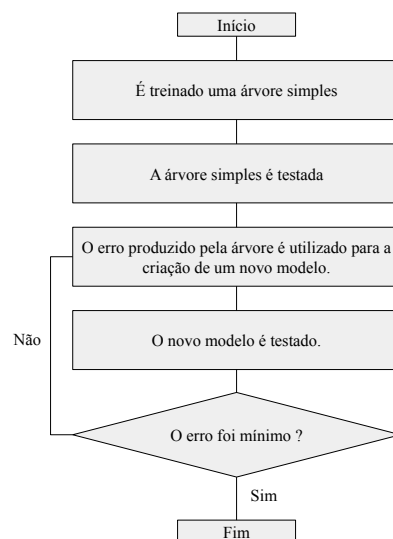 Início
É treinado uma árvore simples
A árvore simples é testada
O erro produzido pela árvore é utilizado para a
criação de um novo modelo.
Não
O novo modelo é testado.
O erro foi mínimo ?
Sim
Fim